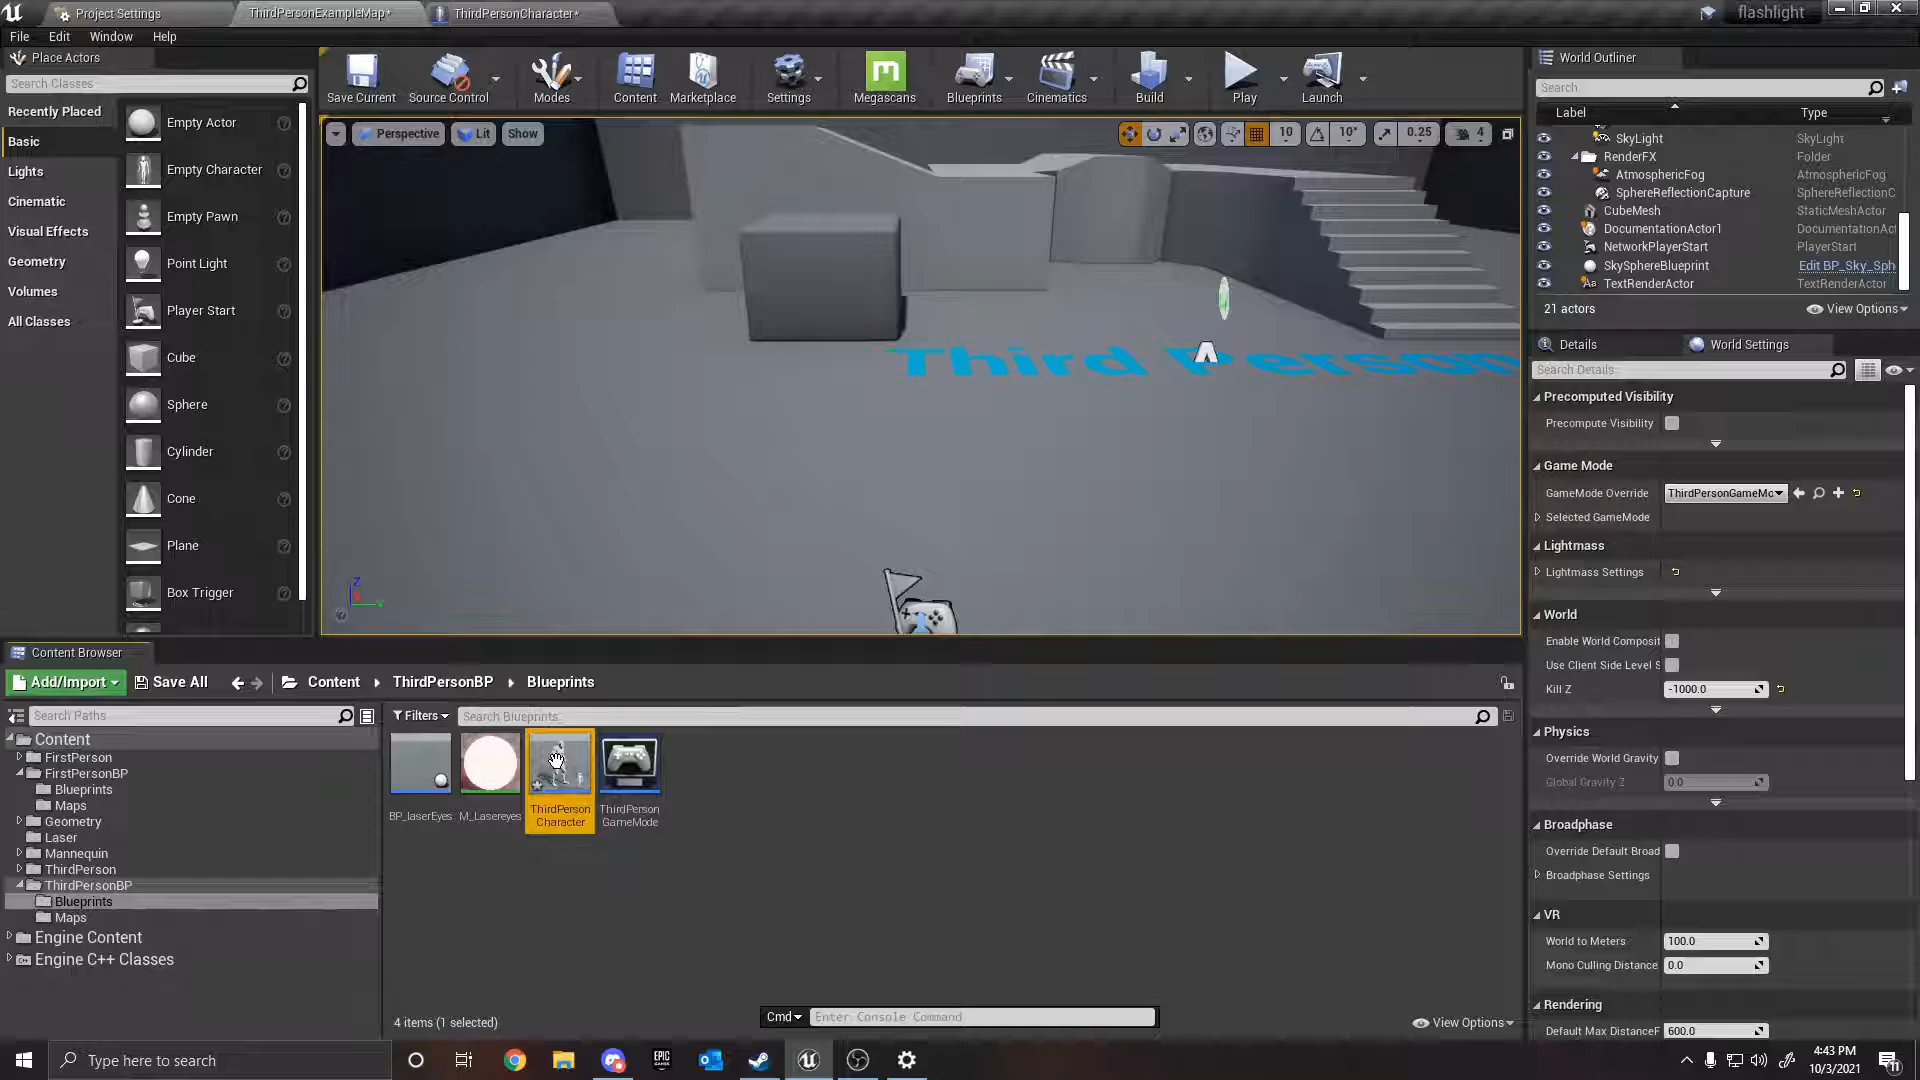 Project Settings
ThirdPersonExampleMap*
ThirdPersonCharacter*
flashlight
File Edit Window Help
Place Actors
Search Classes
Recently Placed
Basic
Lights
Cinematic
Visual Effects
Geometry
Volumes
All Classes
Empty Actor
Empty Character
Empty Pawn
Point Light
Player Start
Cube
Sphere
Cylinder
Cone
Plane
Box Trigger
Save Current
Source Control
Modes
Content
Marketplace
Settings
Megascans
Blueprints
Cinematics
Build
Play
Launch
Perspective
Lit
Show
10
10°
0.25
4
Third Person
Z
World Outliner
Search
Label Type
SkyLight SkyLight
RenderFX Folder
AtmosphericFog AtmosphericFog
SphereReflectionCapture SphereReflectionC
CubeMesh StaticMeshActor
DocumentationActor1 DocumentationAct
NetworkPlayerStart PlayerStart
SkySphereBlueprint Edit BP_Sky_Sph
TextRenderActor TextRenderActor
21 actors
View Options
Details
World Settings
Search Details
Precomputed Visibility
Precompute Visibility
Game Mode
GameMode Override ThirdPersonGameMo
Selected GameMode
Lightmass
Lightmass Settings
World
Enable World Composit
Use Client Side Level S
Kill Z -1000.0
Physics
Override World Gravity
Global Gravity Z 0.0
Broadphase
Override Default Broad
Broadphase Settings
VR
World to Meters 100.0
Mono Culling Distance 0.0
Rendering
Default Max DistanceF 600.0
Content Browser
Add/Import
Save All
Content
ThirdPersonBP
Blueprints
Search Paths
Filters
Search Blueprints
Content
FirstPerson
FirstPersonBP
Blueprints
Maps
Geometry
Laser
Mannequin
ThirdPerson
ThirdPersonBP
Blueprints
Maps
Engine Content
Engine C++ Classes
BP_laserEyes
M_Lasereyes
ThirdPerson
Character
ThirdPerson
GameMode
4 items (1 selected)
Cmd
Enter Console Command
View Options
Type here to search
EPIC
GAMES
4:43 PM
10/3/2021
11